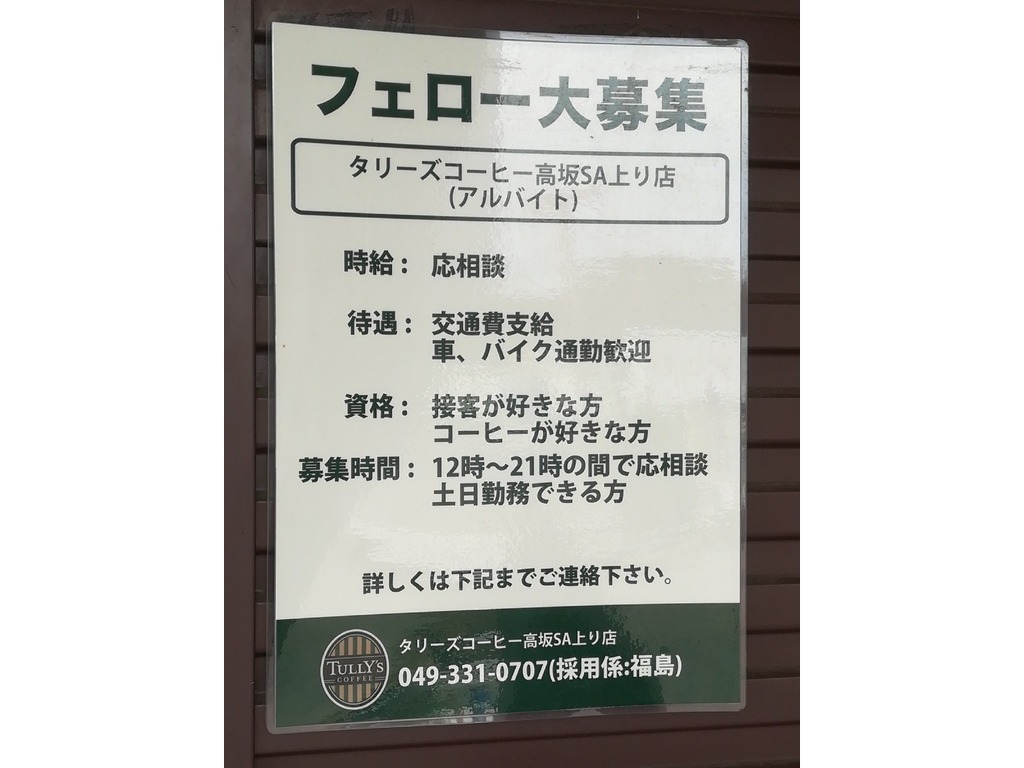 フェロー大募集
タリーズコーヒー高坂SA上り店
(アルバイト)
時給： 応相談
待遇： 交通費支給
車、バイク通勤歓迎
資格： 接客が好きな方
コーヒーが好きな方
募集時間： 12時～21時の間で応相談
土日勤務できる方
詳しくは下記までご連絡下さい。
タリーズコーヒー高坂SA上り店
049-331-0707(採用係:福島)
TULLY'S
COFFEE